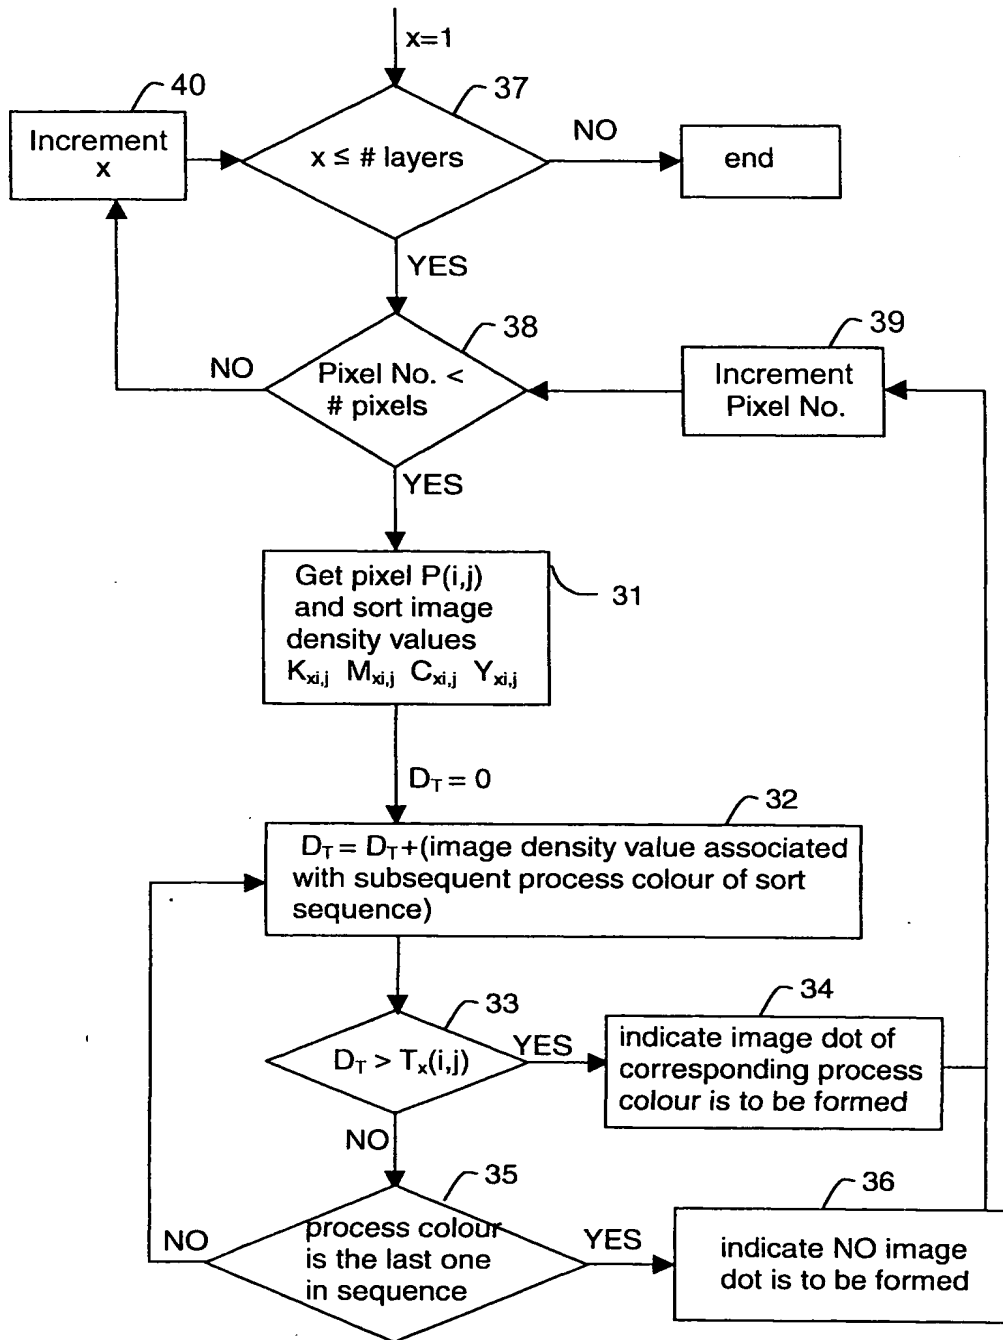 x=1
40
37
Increment
x
x ≤ # layers
NO
end
YES
38
39
NO
Pixel No. <
# pixels
Increment
Pixel No.
YES
Get pixel P(i,j)
and sort image
density values
Kxi,j Mxi,j Cxi,j Yxi,j
31
DT = 0
32
DT = DT+(image density value associated
with subsequent process colour of sort
sequence)
33
34
DT > Tx(i,j)
YES
indicate image dot of
corresponding process
colour is to be formed
NO
35
36
NO
process colour
is the last one
in sequence
YES
indicate NO image
dot is to be formed